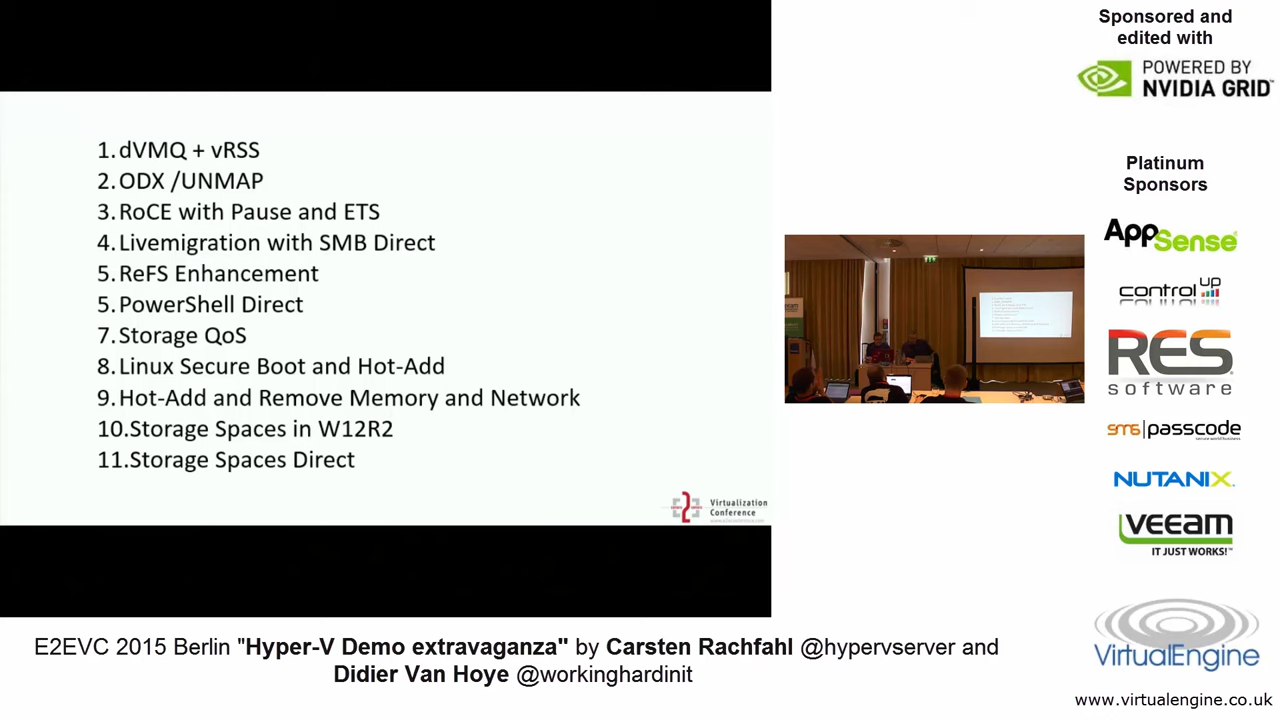 1.dVMQ + vRSS
2.ODX /UNMAP
3.RoCE with Pause and ETS
4.Livemigration with SMB Direct
5.ReFS Enhancement
5.PowerShell Direct
7.Storage QoS
8.Linux Secure Boot and Hot-Add
9.Hot-Add and Remove Memory and Network
10.Storage Spaces in W12R2
11.Storage Spaces Direct
Virtualization
Conference
E2EVC 2015 Berlin "Hyper-V Demo extravaganza" by Carsten Rachfahl @hypervserver and
Didier Van Hoye @workinghardinit
Sponsored and
edited with
POWERED BY
NVIDIA GRID
Platinum
Sponsors
AppSense
control up
RES
software
sms|passcode
NUTANIX
veeam
IT JUST WORKS!
VirtualEngine
www.virtualengine.co.uk